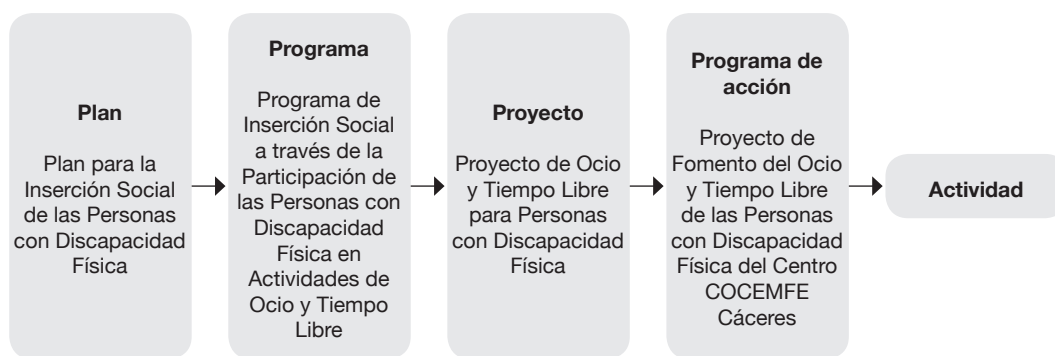 Plan
Plan para la
Inserción Social
de las Personas
con Discapacidad
Física
Programa
Programa de
Inserción Social
a través de la
Participación de
las Personas con
Discapacidad
Física en
Actividades de
Ocio y Tiempo
Libre
Proyecto
Proyecto de Ocio
y Tiempo Libre
para Personas
con Discapacidad
Física
Programa de
acción
Proyecto de
Fomento del Ocio
y Tiempo Libre
de las Personas
con Discapacidad
Física del Centro
COCEMFE
Cáceres
Actividad